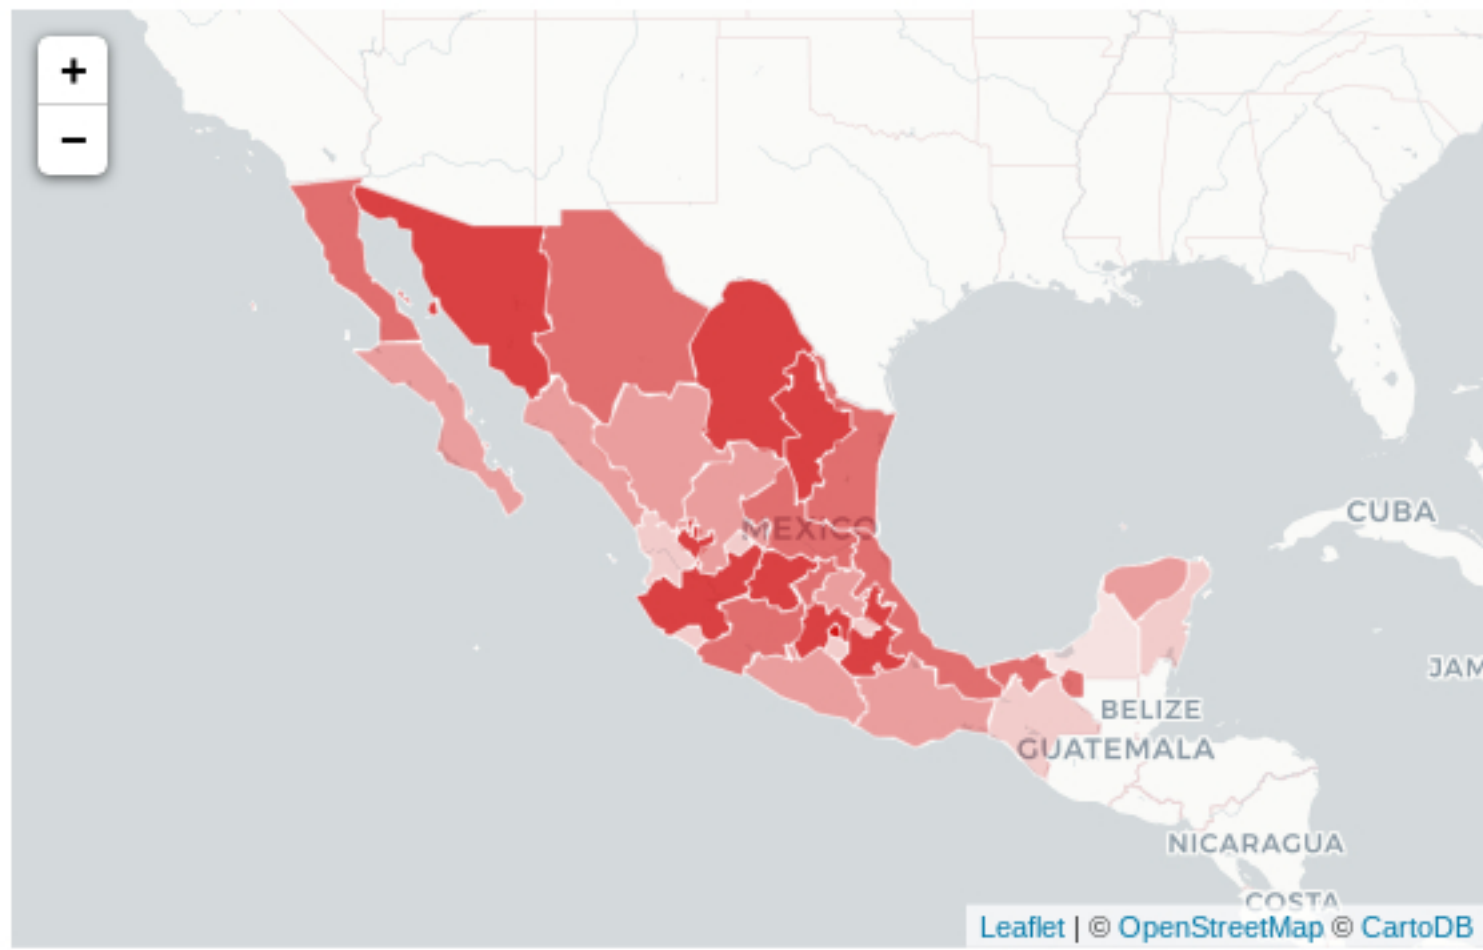 +
−
MEXICO
CUBA
JAM
BELIZE
GUATEMALA
NICARAGUA
COSTA
Leaflet | © OpenStreetMap © CartoDB